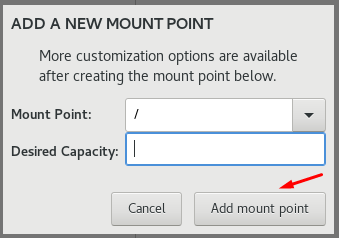 ADD A NEW MOUNT POINT
More customization options are available
after creating the mount point below.
Mount Point: /
Desired Capacity:
Cancel Add mount point